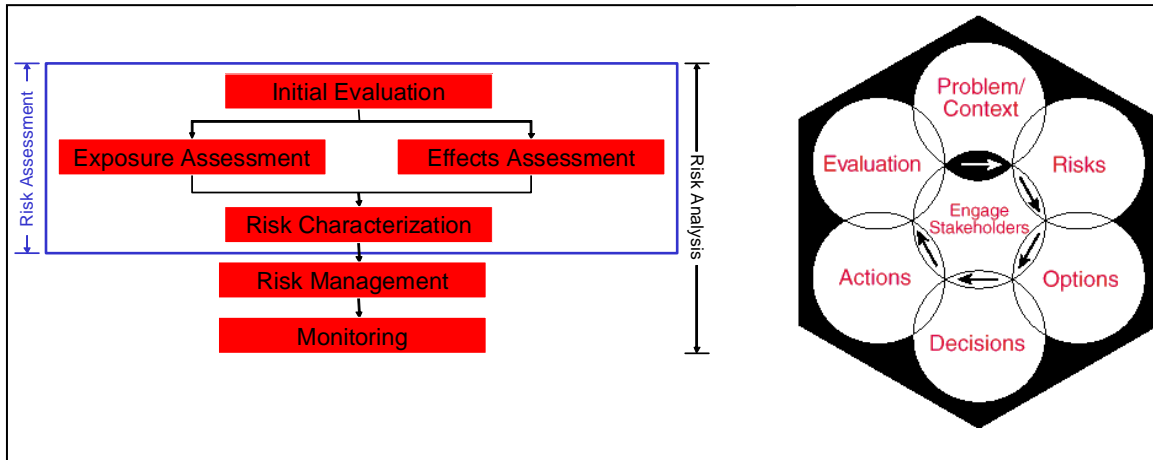 Risk Assessment
Initial Evaluation
Exposure Assessment
Effects Assessment
Risk Characterization
Risk Management
Monitoring
Risk Analysis
Problem/
Context
Evaluation
Risks
Engage
Stakeholders
Actions
Options
Decisions